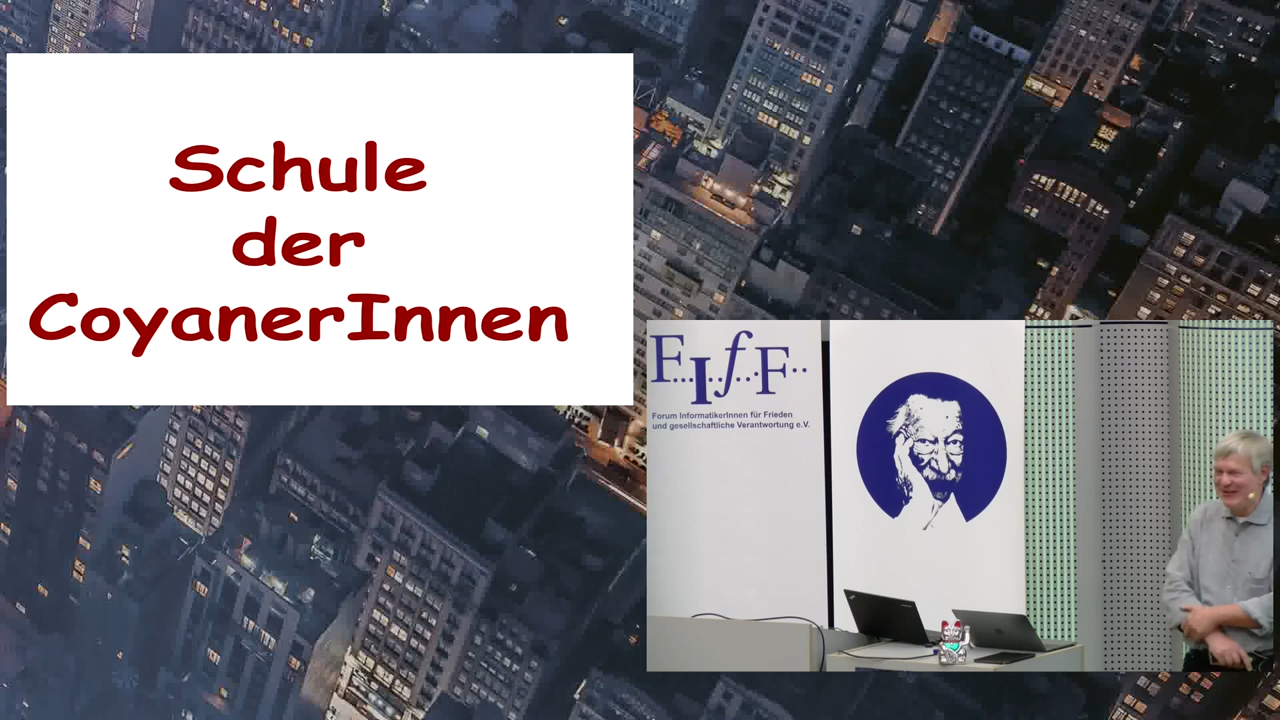 Schule
der
CoyanerInnen
F...I...f...F...
Forum InformatikerInnen für Frieden
und gesellschaftliche Verantwortung e.V.